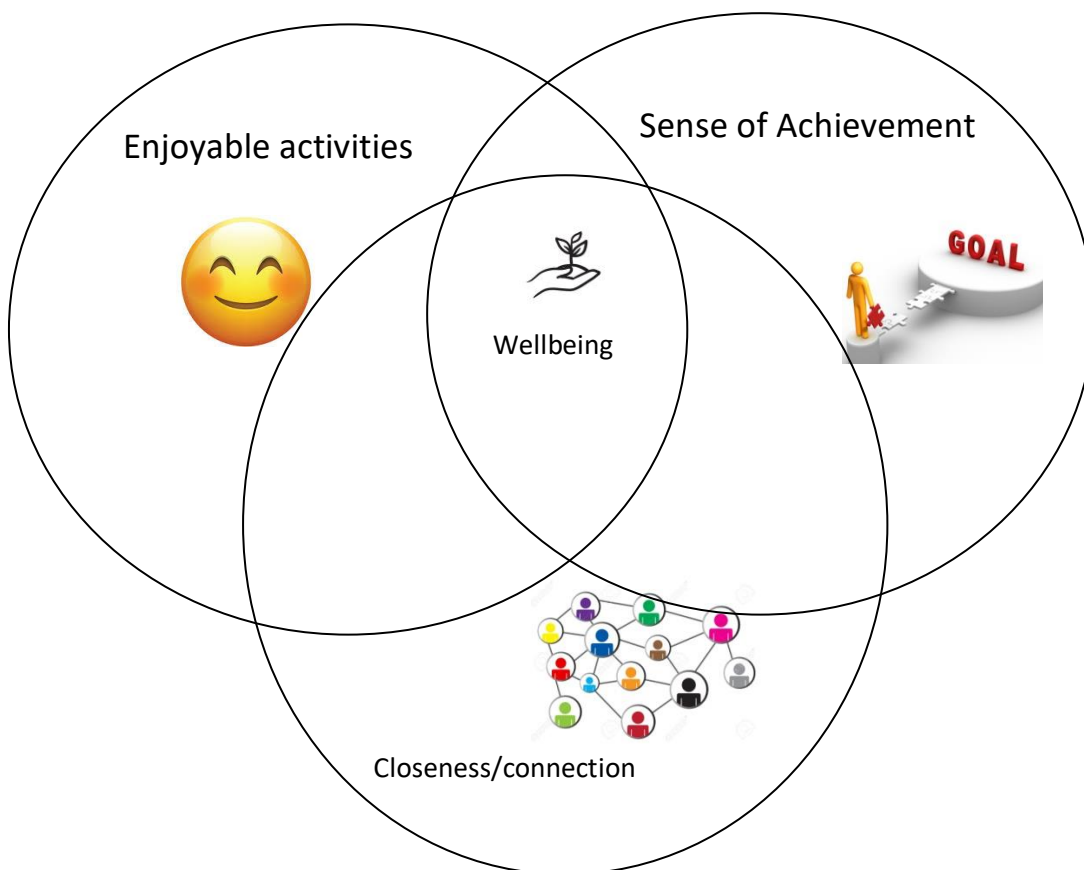 Enjoyable activities
Sense of Achievement
GOAL
Wellbeing
Closeness/connection